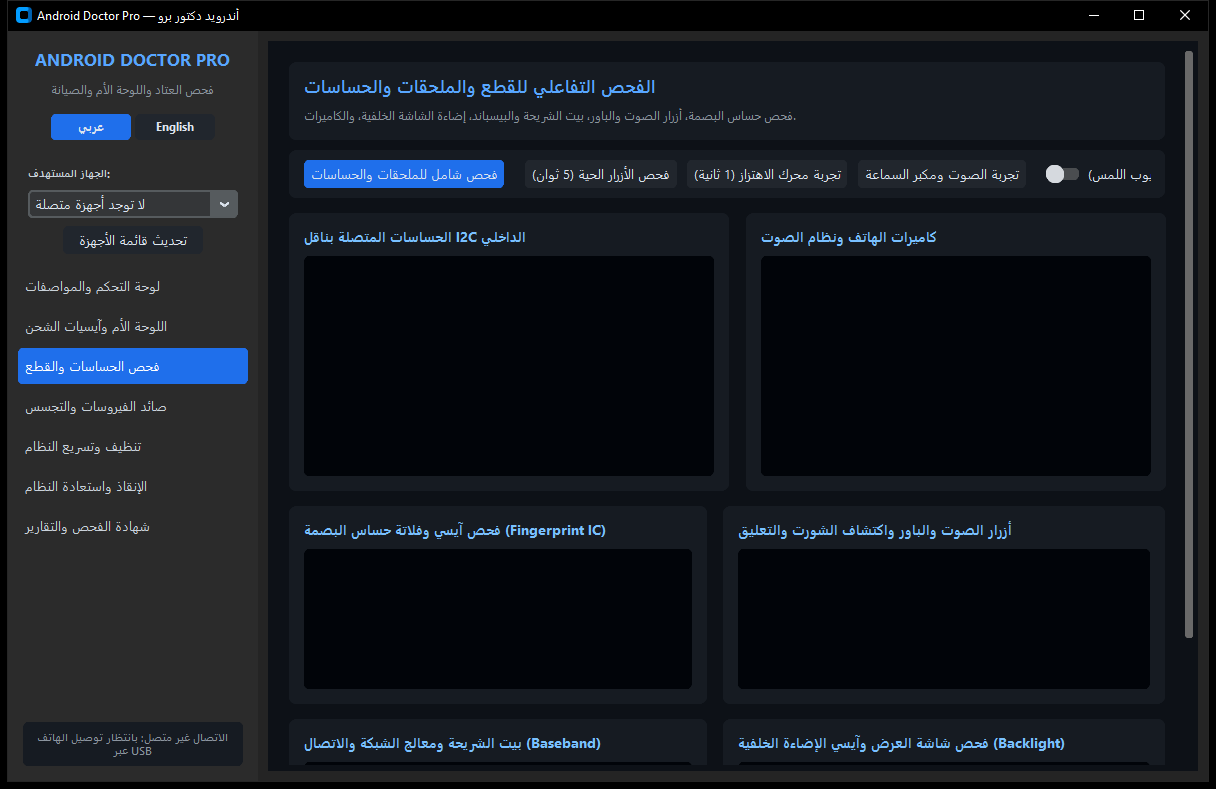 Android Doctor Pro — أندرويد دكتور برو
ANDROID DOCTOR PRO
فحص العتاد واللوحة الأم والصيانة
عربي
English
الجهاز المستهدف:
لا توجد أجهزة متصلة
تحديث قائمة الأجهزة
لوحة التحكم والمواصفات
اللوحة الأم وآيسيات الشحن
فحص الحساسات والقطع
صائد الفيروسات والتجسس
تنظيف وتسريع النظام
الإنقاذ واستعادة النظام
شهادة الفحص والتقارير
الاتصال غير متصل: بانتظار توصيل الهاتف
عبر USB
الفحص التفاعلي للقطع والملحقات والحساسات
فحص حساس البصمة، أزرار الصوت والباور، بيت الشريحة والبيسباند، إضاءة الشاشة الخلفية، والكاميرات.
فحص شامل للملحقات والحساسات
فحص الأزرار الحية (5 ثوان)
تجربة محرك الاهتزاز (1 ثانية)
تجربة الصوت ومكبر السماعة
يوب اللمس)
الحساسات المتصلة بناقل I2C الداخلي
كاميرات الهاتف ونظام الصوت
فحص آيسي وفلاتة حساس البصمة (Fingerprint IC)
أزرار الصوت والباور واكتشاف الشورت والتعليق
بيت الشريحة ومعالج الشبكة والاتصال (Baseband)
فحص شاشة العرض وآيسي الإضاءة الخلفية (Backlight)